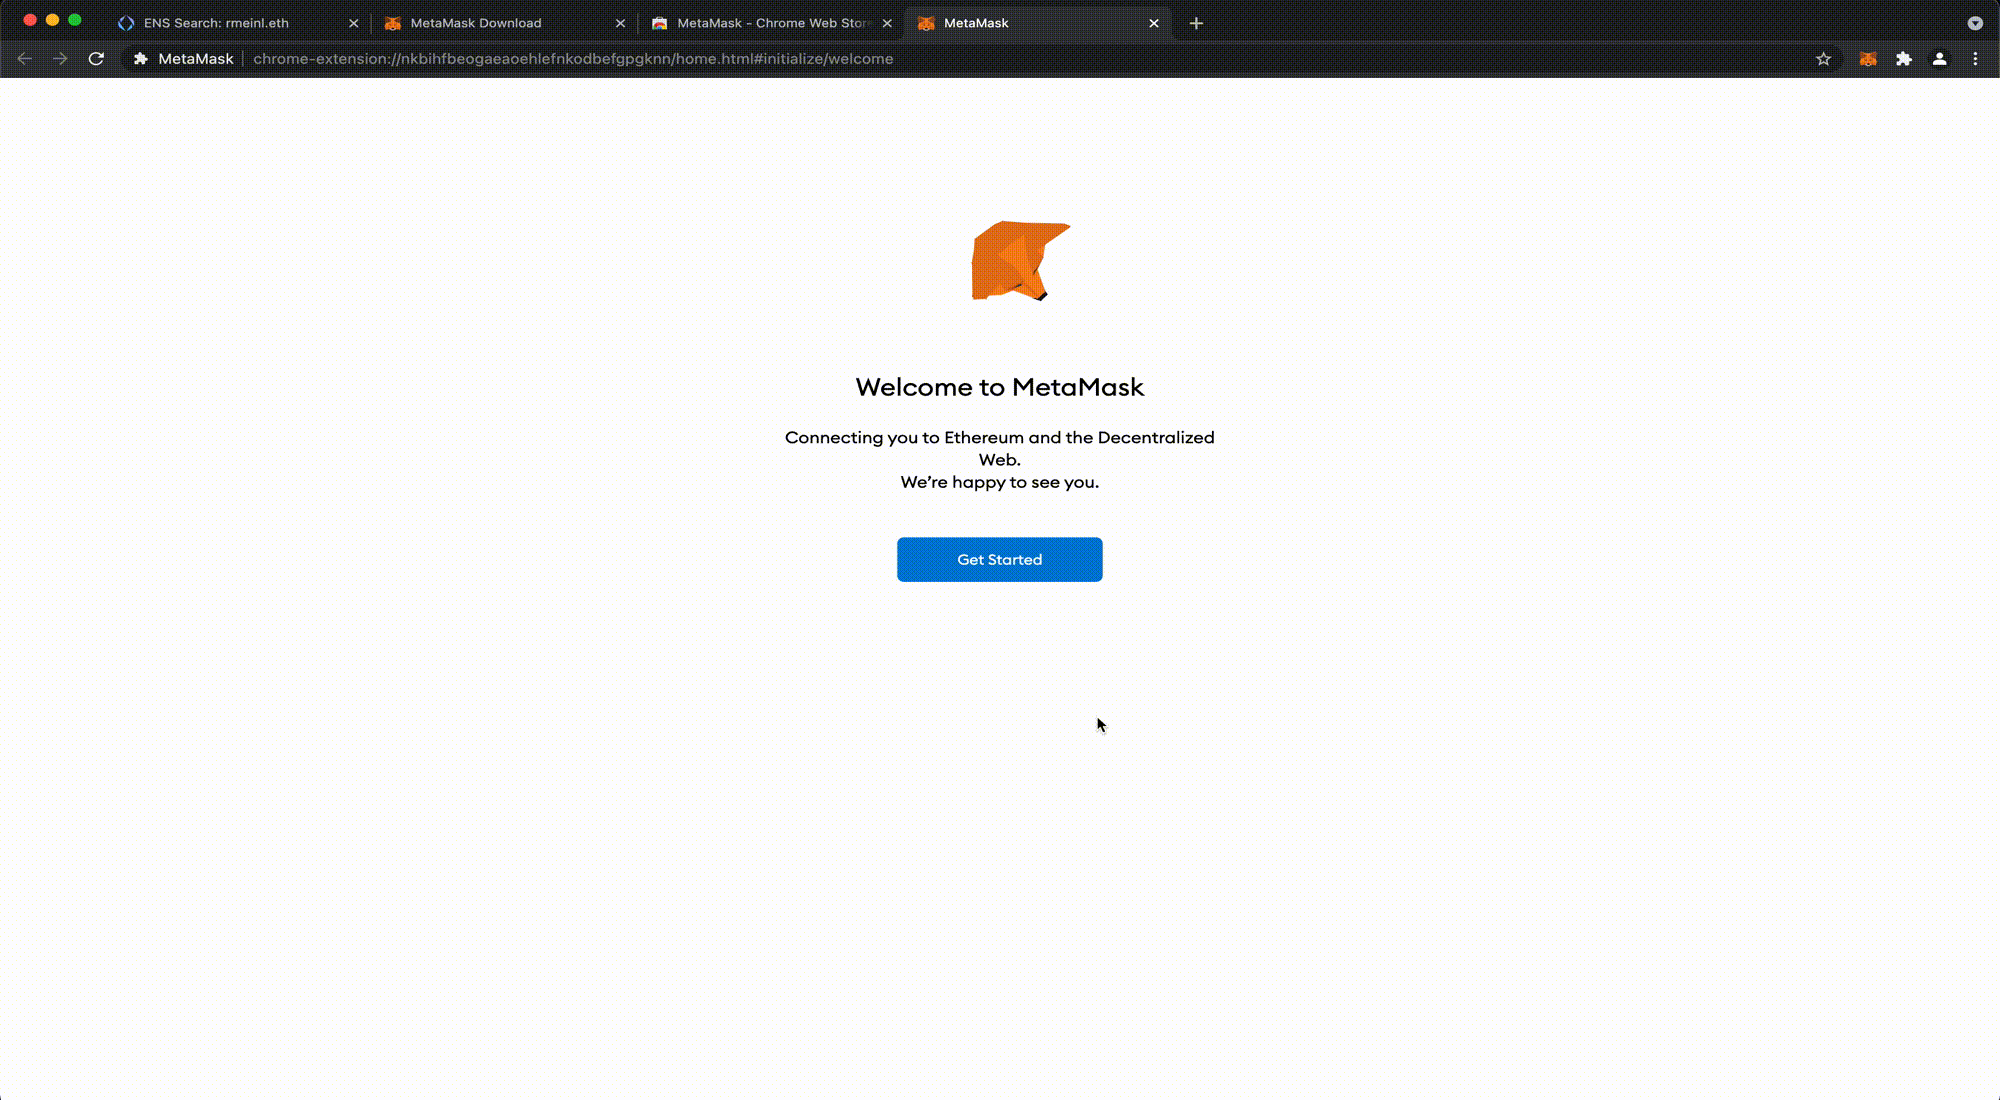 ENS Search: rmeinl.eth
MetaMask Download
MetaMask - Chrome Web Store
MetaMask
MetaMask
chrome-extension://nkbihfbeogaeaoehlefnkodbefgpgknn/home.html#initialize/welcome
Welcome to MetaMask
Connecting you to Ethereum and the Decentralized
Web.
We’re happy to see you.
Get Started